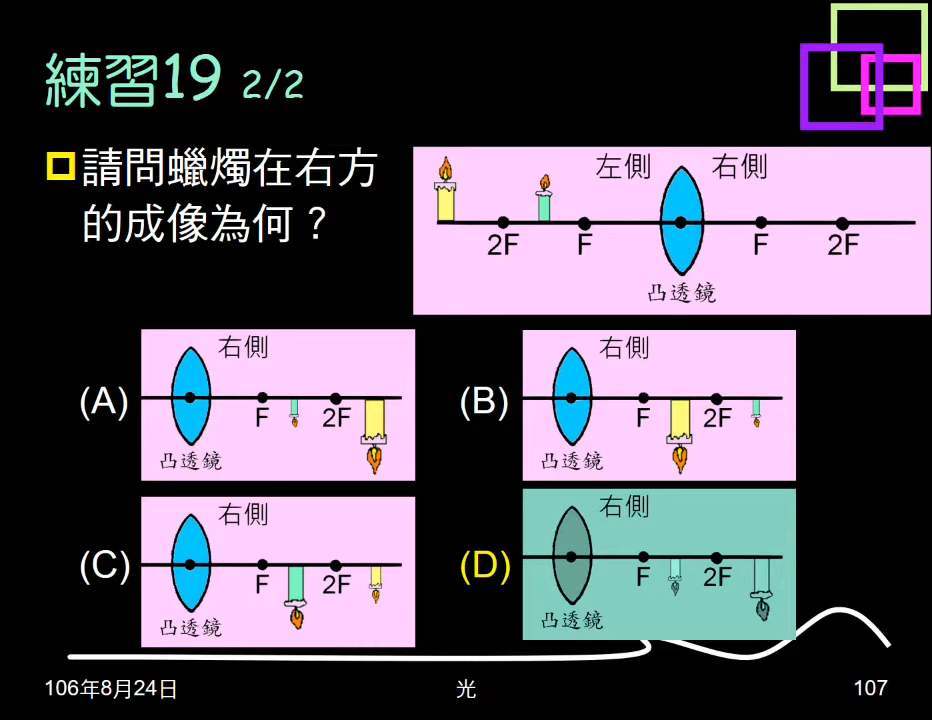 練習19 2/2
請問蠟燭在右方
的成像為何？
左側 右側
2F F F 2F
凸透鏡
(A)
右側
F 2F
凸透鏡
(B)
右側
F 2F
凸透鏡
(C)
右側
F 2F
凸透鏡
(D)
右側
F 2F
凸透鏡
106年8月24日 光 107